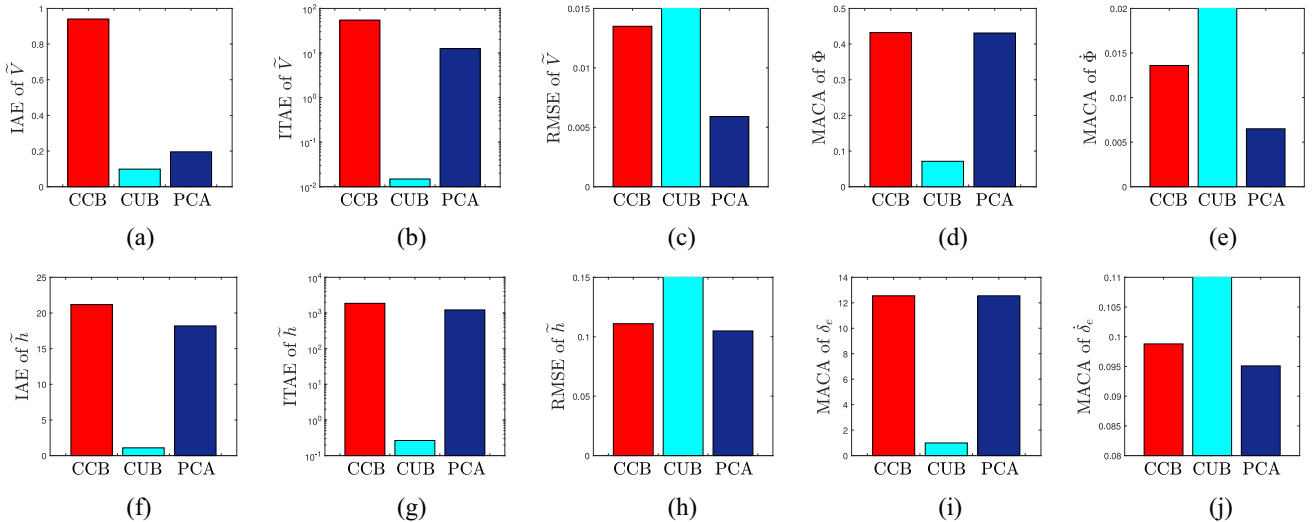 IAE of Ṽ
1
0.8
0.6
0.4
0.2
0
CCB CUB PCA
(a)
ITAE of Ṽ
10²
10¹
10⁰
10⁻¹
10⁻²
CCB CUB PCA
(b)
RMSE of Ṽ
0.015
0.01
0.005
0
CCB CUB PCA
(c)
MACA of Φ
0.5
0.4
0.3
0.2
0.1
0
CCB CUB PCA
(d)
MACA of Φ̇
0.02
0.015
0.01
0.005
0
CCB CUB PCA
(e)
IAE of h̃
25
20
15
10
5
0
CCB CUB PCA
(f)
ITAE of h̃
10⁴
10³
10²
10¹
10⁰
10⁻¹
CCB CUB PCA
(g)
RMSE of h̃
0.15
0.1
0.05
0
CCB CUB PCA
(h)
MACA of δₑ
14
12
10
8
6
4
2
0
CCB CUB PCA
(i)
MACA of δ̇ₑ
0.11
0.105
0.1
0.095
0.09
0.085
0.08
CCB CUB PCA
(j)